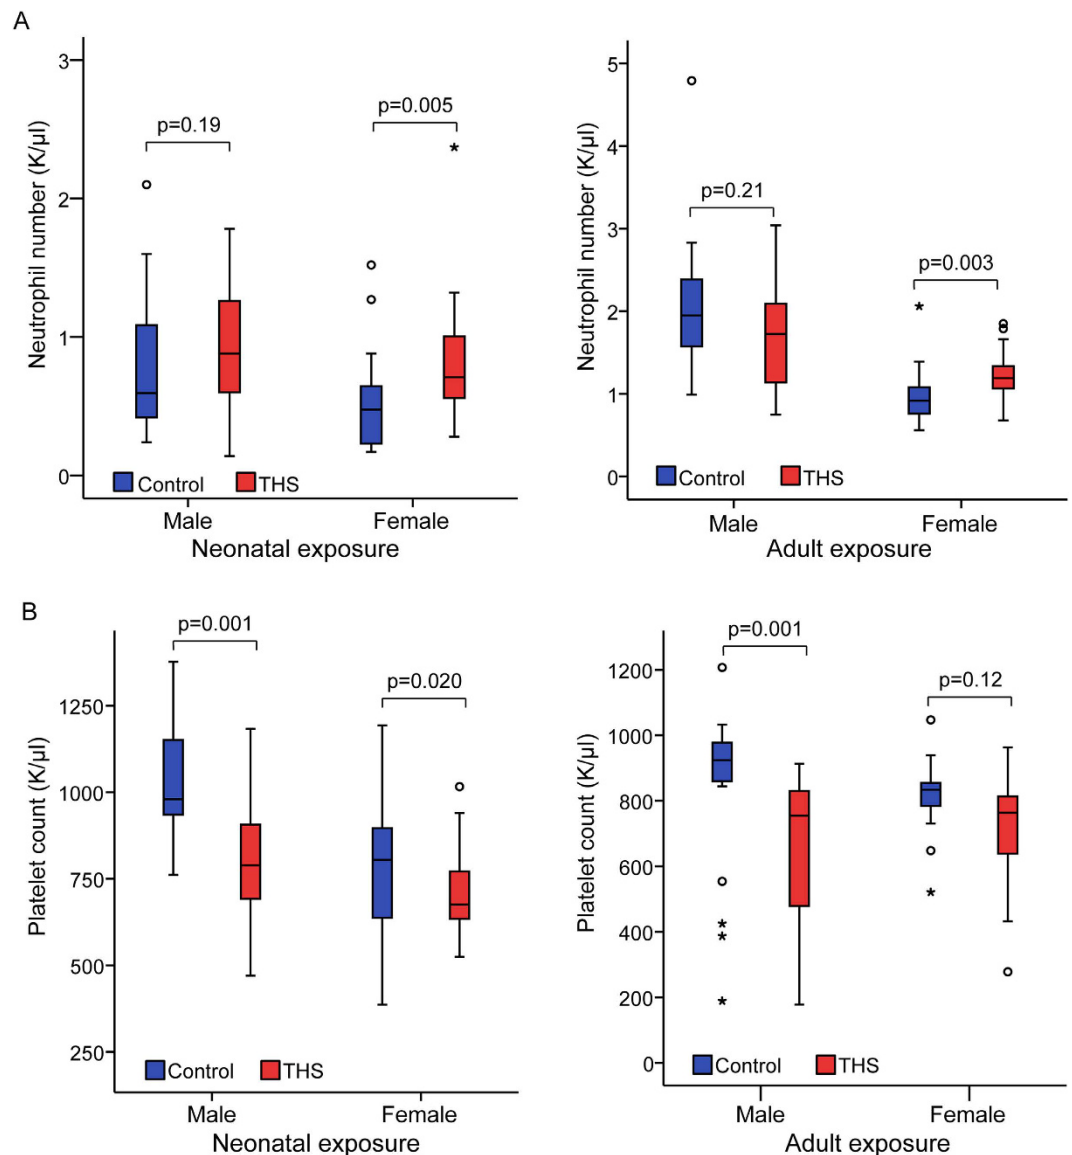 A
Neutrophil number (K/µl)
3
2
1
0
p=0.19
p=0.005
*
Control
THS
Male
Female
Neonatal exposure
Neutrophil number (K/µl)
5
4
3
2
1
0
p=0.21
p=0.003
*
Control
THS
Male
Female
Adult exposure
B
Platelet count (K/µl)
1250
1000
750
500
250
p=0.001
p=0.020
Control
THS
Male
Female
Neonatal exposure
Platelet count (K/µl)
1200
1000
800
600
400
200
0
p=0.001
p=0.12
*
*
*
*
Control
THS
Male
Female
Adult exposure